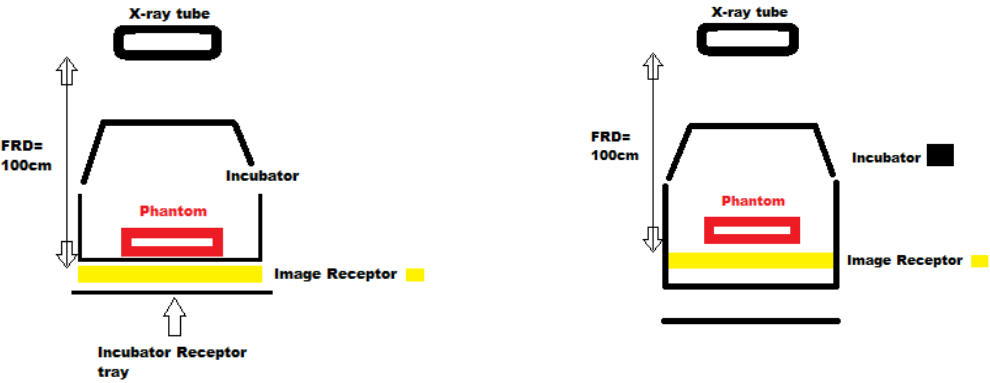 X-ray tube
FRD=
100cm
Incubator
Phantom
Image Receptor
Incubator Receptor
tray
X-ray tube
FRD=
100cm
Incubator
Phantom
Image Receptor